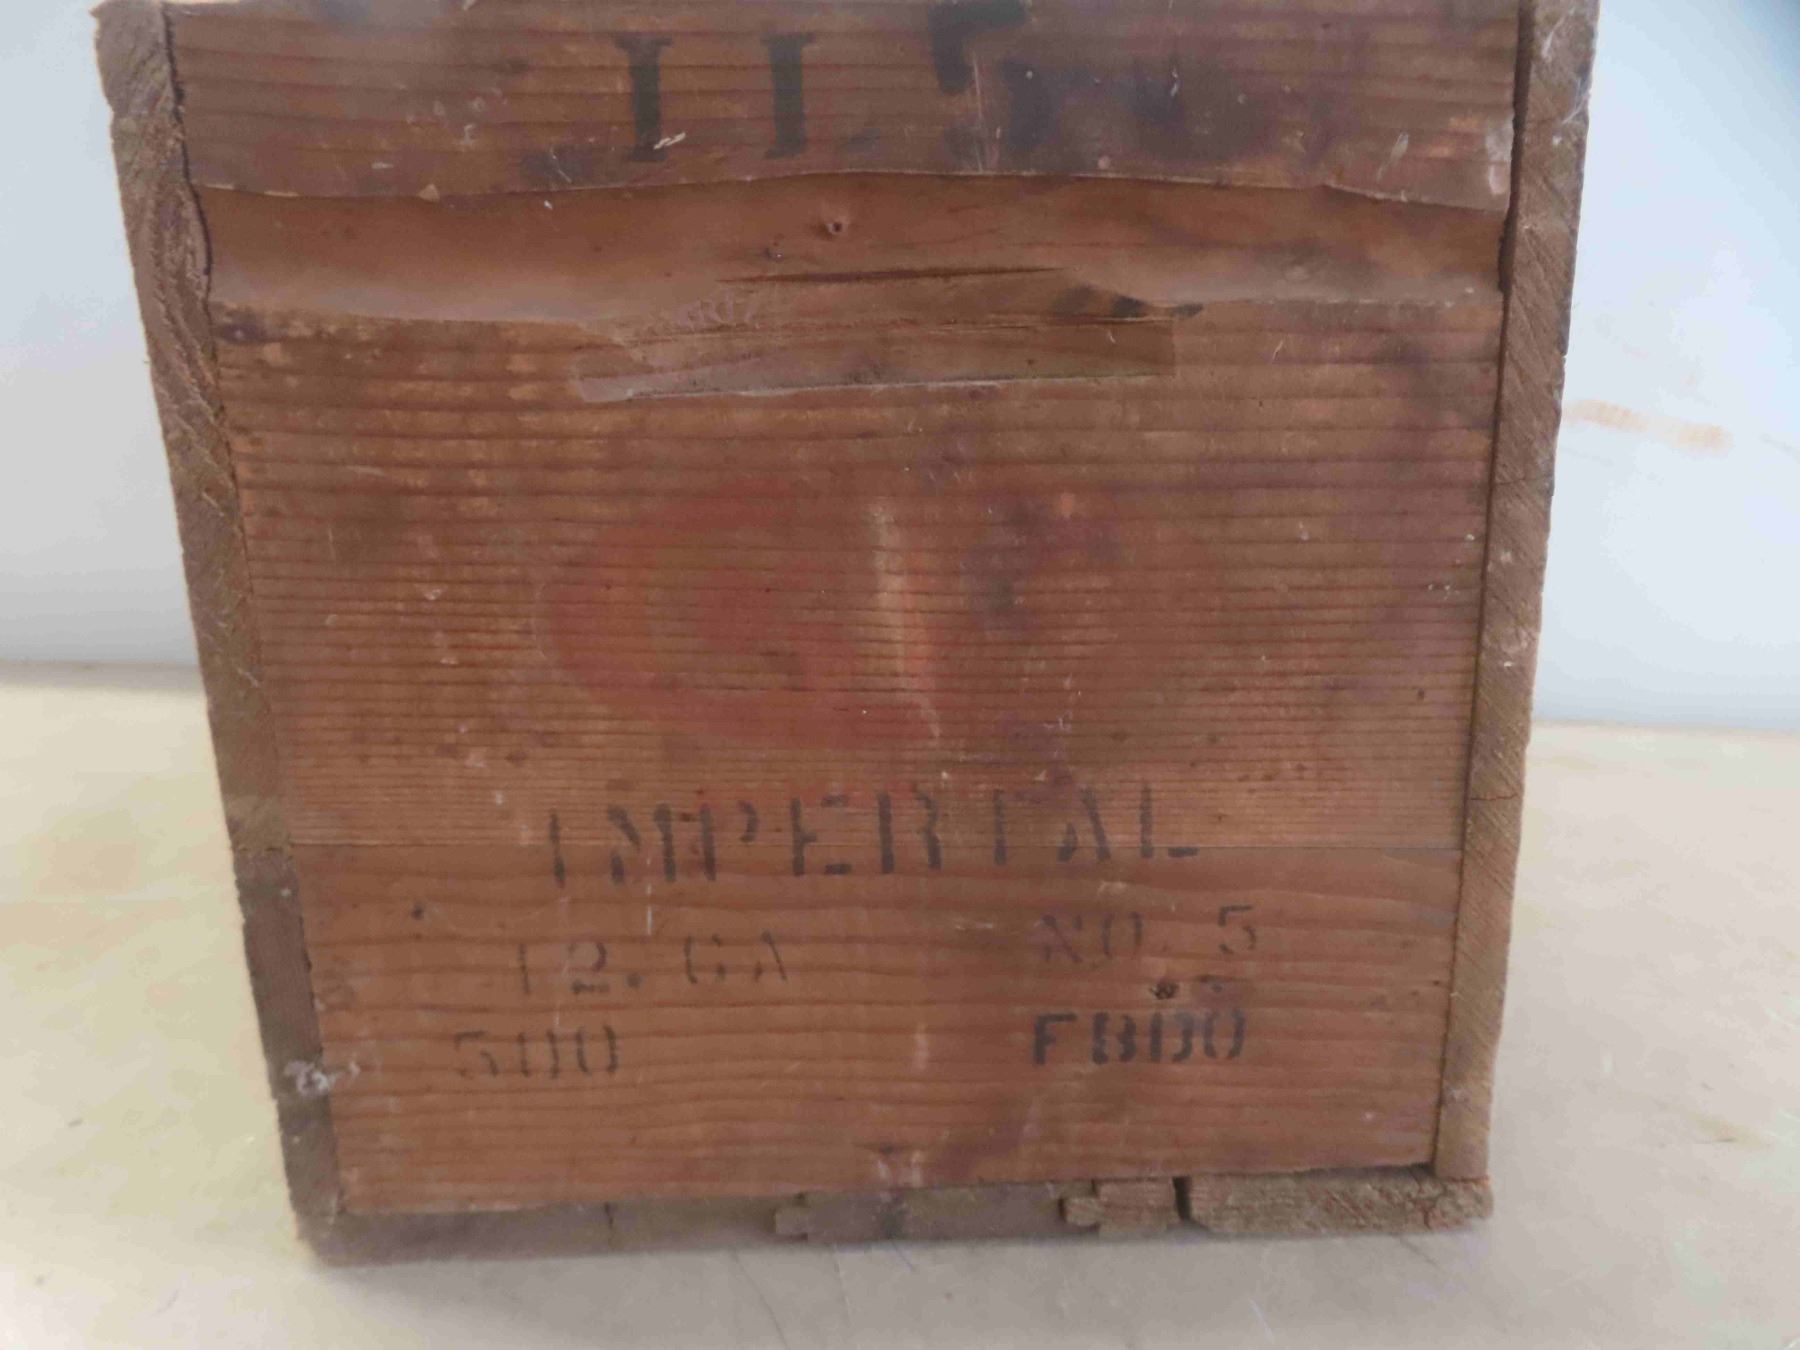 IMPERIAL
12.GA NO. 5
500 FBDO